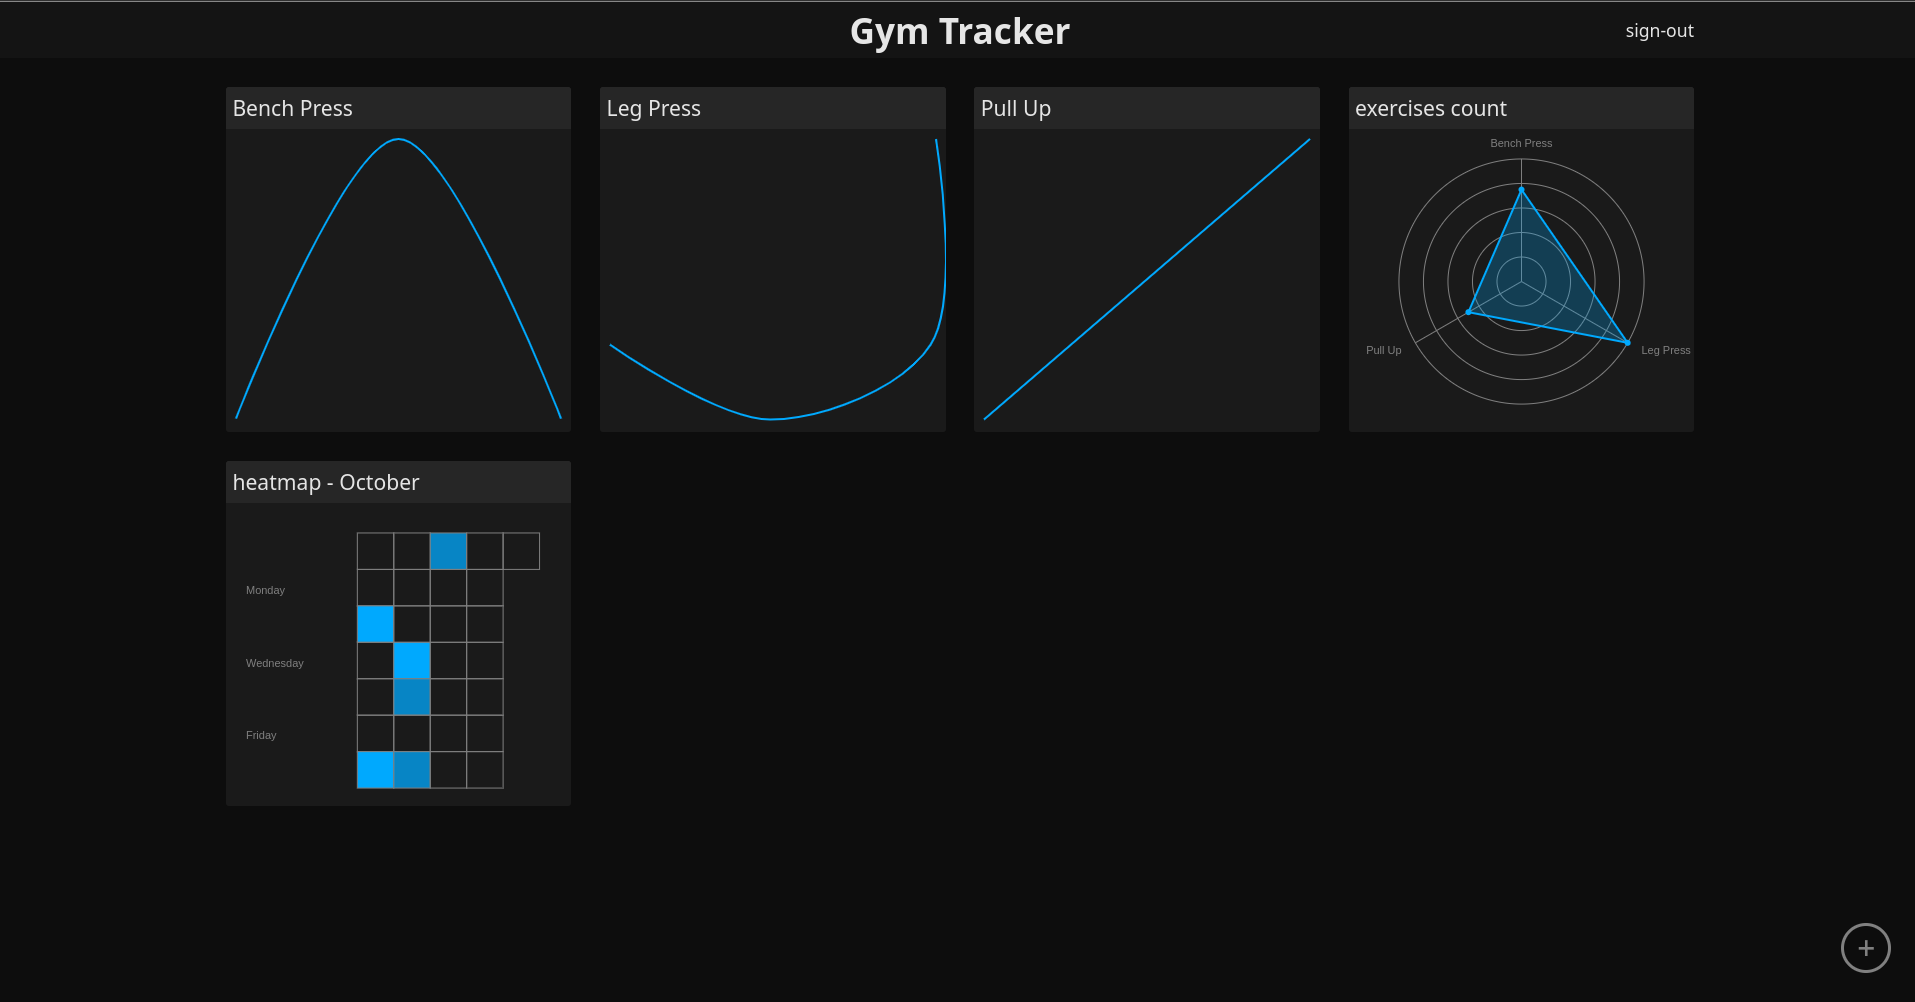 Gym Tracker
sign-out
Bench Press
Leg Press
Pull Up
exercises count
Bench Press
Pull Up
Leg Press
heatmap - October
Monday
Wednesday
Friday
+